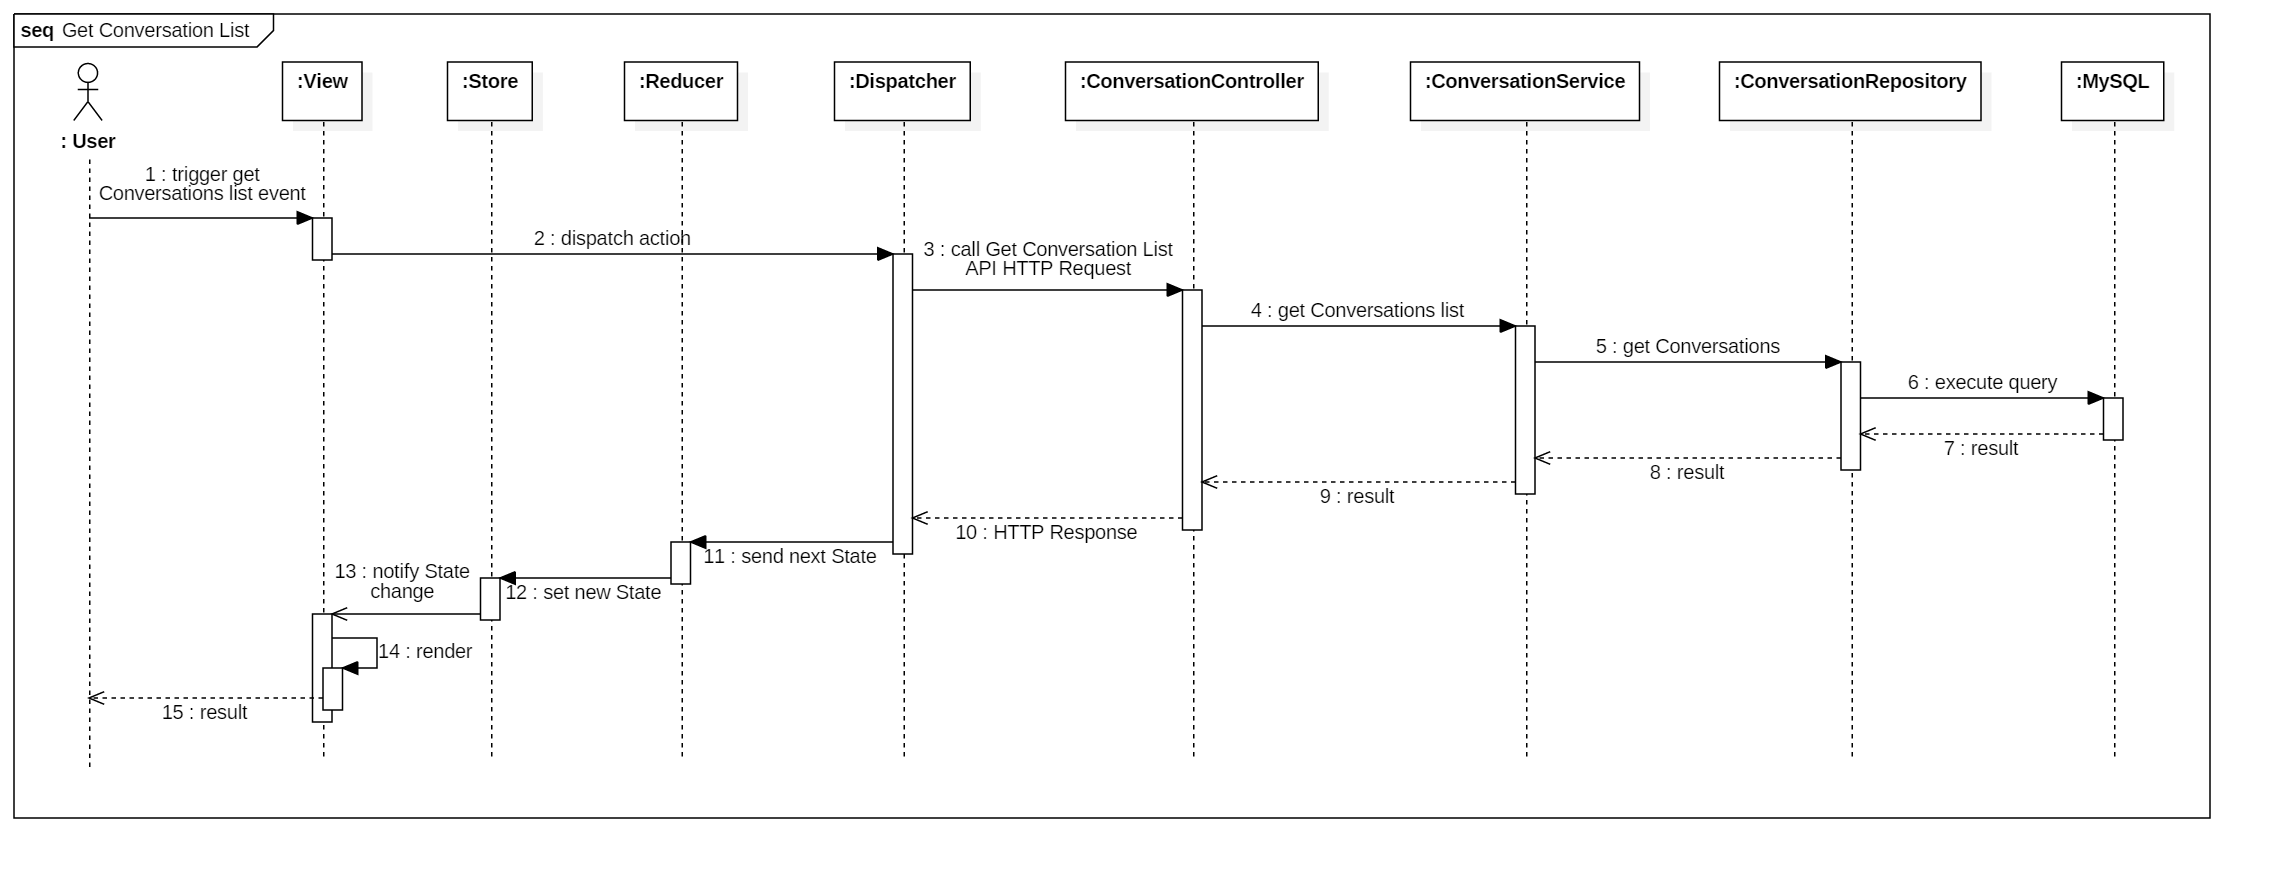 seq Get Conversation List
: User
:View
:Store
:Reducer
:Dispatcher
:ConversationController
:ConversationService
:ConversationRepository
:MySQL
1 : trigger get
Conversations list event
2 : dispatch action
3 : call Get Conversation List
API HTTP Request
4 : get Conversations list
5 : get Conversations
6 : execute query
7 : result
8 : result
9 : result
10 : HTTP Response
11 : send next State
12 : set new State
13 : notify State
change
14 : render
15 : result